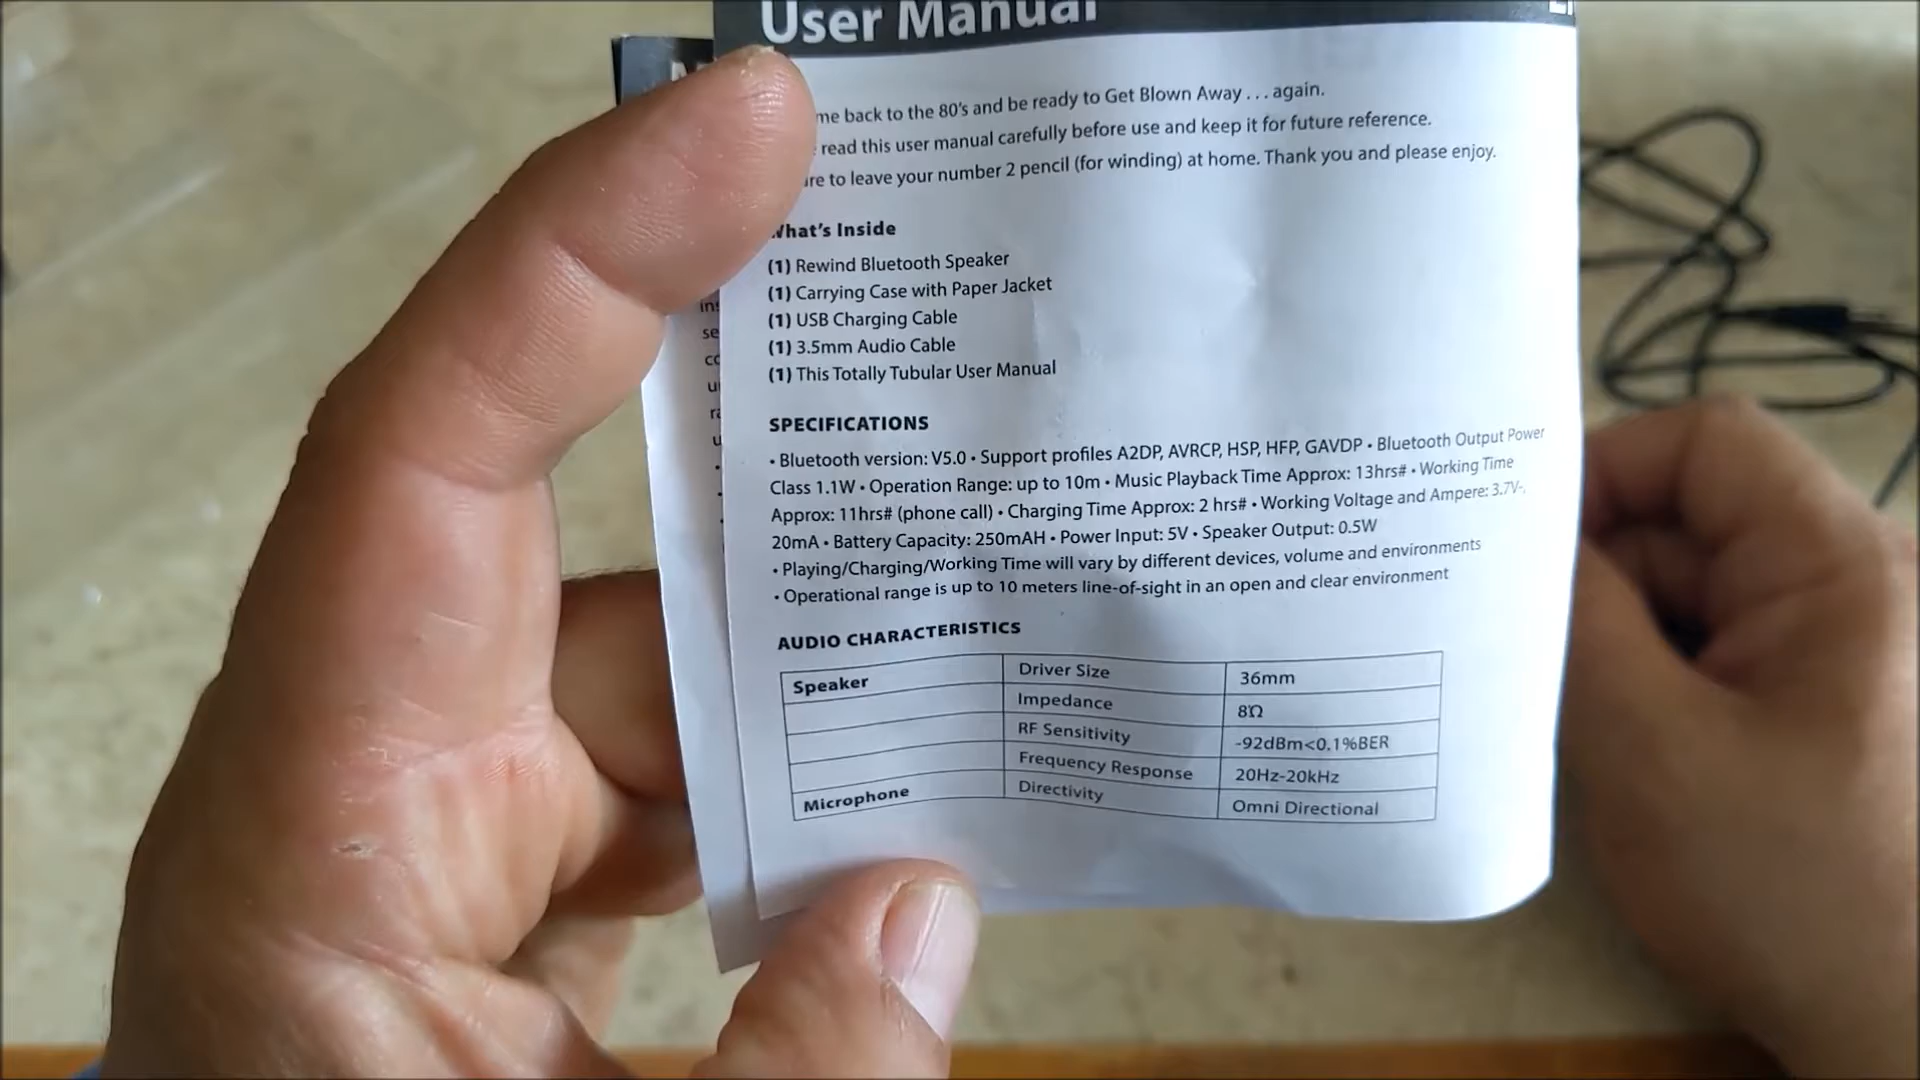 User Manual
me back to the 80's and be ready to Get Blown Away . . . again.
read this user manual carefully before use and keep it for future reference.
re to leave your number 2 pencil (for winding) at home. Thank you and please enjoy.
What's Inside
(1) Rewind Bluetooth Speaker
(1) Carrying Case with Paper Jacket
(1) USB Charging Cable
(1) 3.5mm Audio Cable
(1) This Totally Tubular User Manual
SPECIFICATIONS
• Bluetooth version: V5.0 • Support profiles A2DP, AVRCP, HSP, HFP, GAVDP • Bluetooth Output Power
Class 1.1W • Operation Range: up to 10m • Music Playback Time Approx: 13hrs# • Working Time
Approx: 11hrs# (phone call) • Charging Time Approx: 2 hrs# • Working Voltage and Ampere: 3.7V-
20mA • Battery Capacity: 250mAH • Power Input: 5V • Speaker Output: 0.5W
• Playing/Charging/Working Time will vary by different devices, volume and environments
• Operational range is up to 10 meters line-of-sight in an open and clear environment
AUDIO CHARACTERISTICS
Speaker Driver Size 36mm
Impedance 8Ω
RF Sensitivity -92dBm<0.1%BER
Frequency Response 20Hz-20kHz
Microphone Directivity Omni Directional